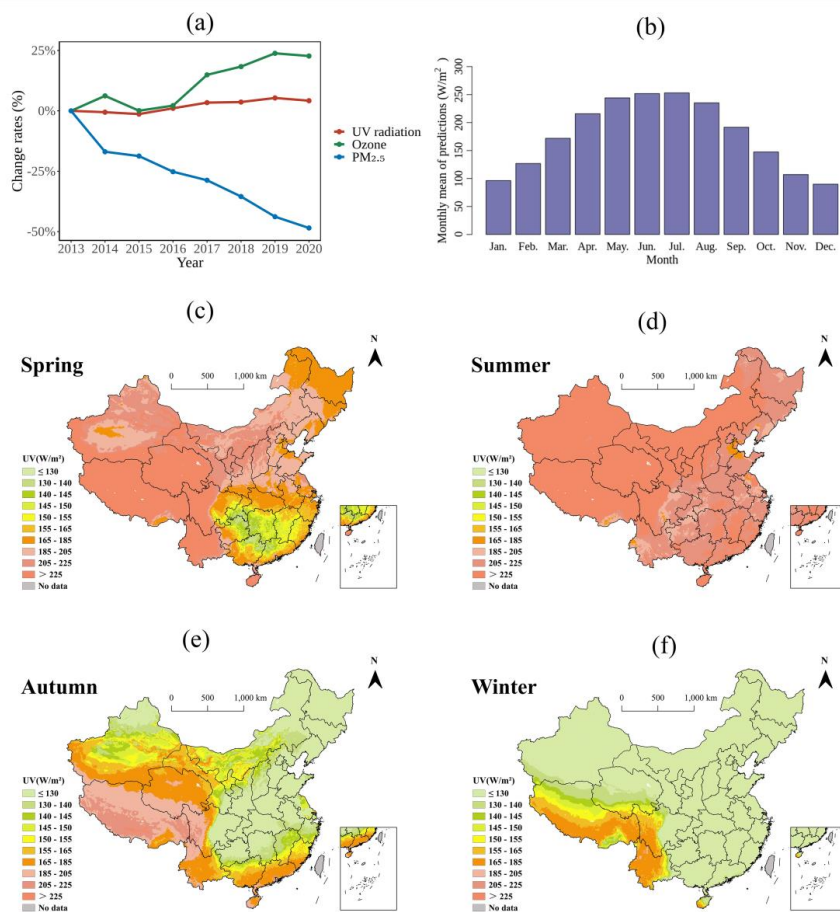 (a)
25%
0%
-25%
-50%
Change rates (%)
2013 2014 2015 2016 2017 2018 2019 2020
Year
UV radiation
Ozone
PM2.5
(b)
Monthly mean of predictions (W/m²)
300
250
200
150
100
50
0
Jan. Feb. Mar. Apr. May. Jun. Jul. Aug. Sep. Oct. Nov. Dec.
Month
(c)
Spring
0 500 1,000 km
N
UV(W/m²)
≤ 130
130 - 140
140 - 145
145 - 150
150 - 155
155 - 165
165 - 185
185 - 205
205 - 225
> 225
No data
(d)
Summer
0 500 1,000 km
N
UV(W/m²)
≤ 130
130 - 140
140 - 145
145 - 150
150 - 155
155 - 165
165 - 185
185 - 205
205 - 225
> 225
No data
(e)
Autumn
0 500 1,000 km
N
UV(W/m²)
≤ 130
130 - 140
140 - 145
145 - 150
150 - 155
155 - 165
165 - 185
185 - 205
205 - 225
> 225
No data
(f)
Winter
0 500 1,000 km
N
UV(W/m²)
≤ 130
130 - 140
140 - 145
145 - 150
150 - 155
155 - 165
165 - 185
185 - 205
205 - 225
> 225
No data